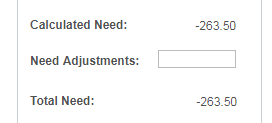 Calculated Need: -263.50
Need Adjustments:
Total Need: -263.50